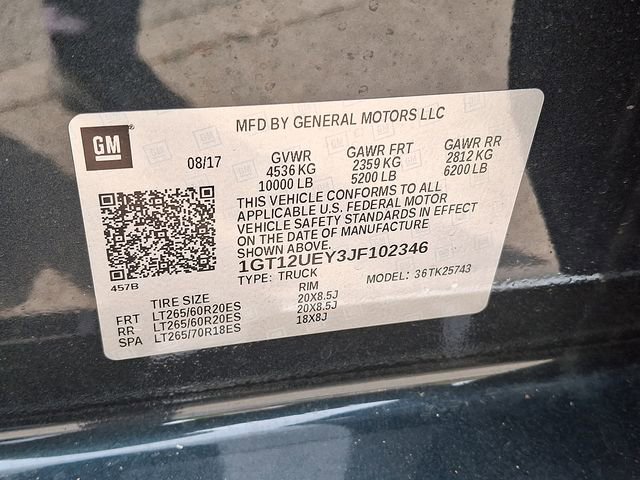 GM
MFD BY GENERAL MOTORS LLC
08/17
GVWR
4536 KG
10000 LB
GAWR FRT
2359 KG
5200 LB
GAWR RR
2812 KG
6200 LB
THIS VEHICLE CONFORMS TO ALL
APPLICABLE U.S. FEDERAL MOTOR
VEHICLE SAFETY STANDARDS IN EFFECT
ON THE DATE OF MANUFACTURE
SHOWN ABOVE.
1GT12UEY3JF102346
TYPE: TRUCK
MODEL: 36TK25743
457B
TIRE SIZE RIM
FRT LT265/60R20ES 20X8.5J
RR LT265/60R20ES 20X8.5J
SPA LT265/70R18ES 18X8J